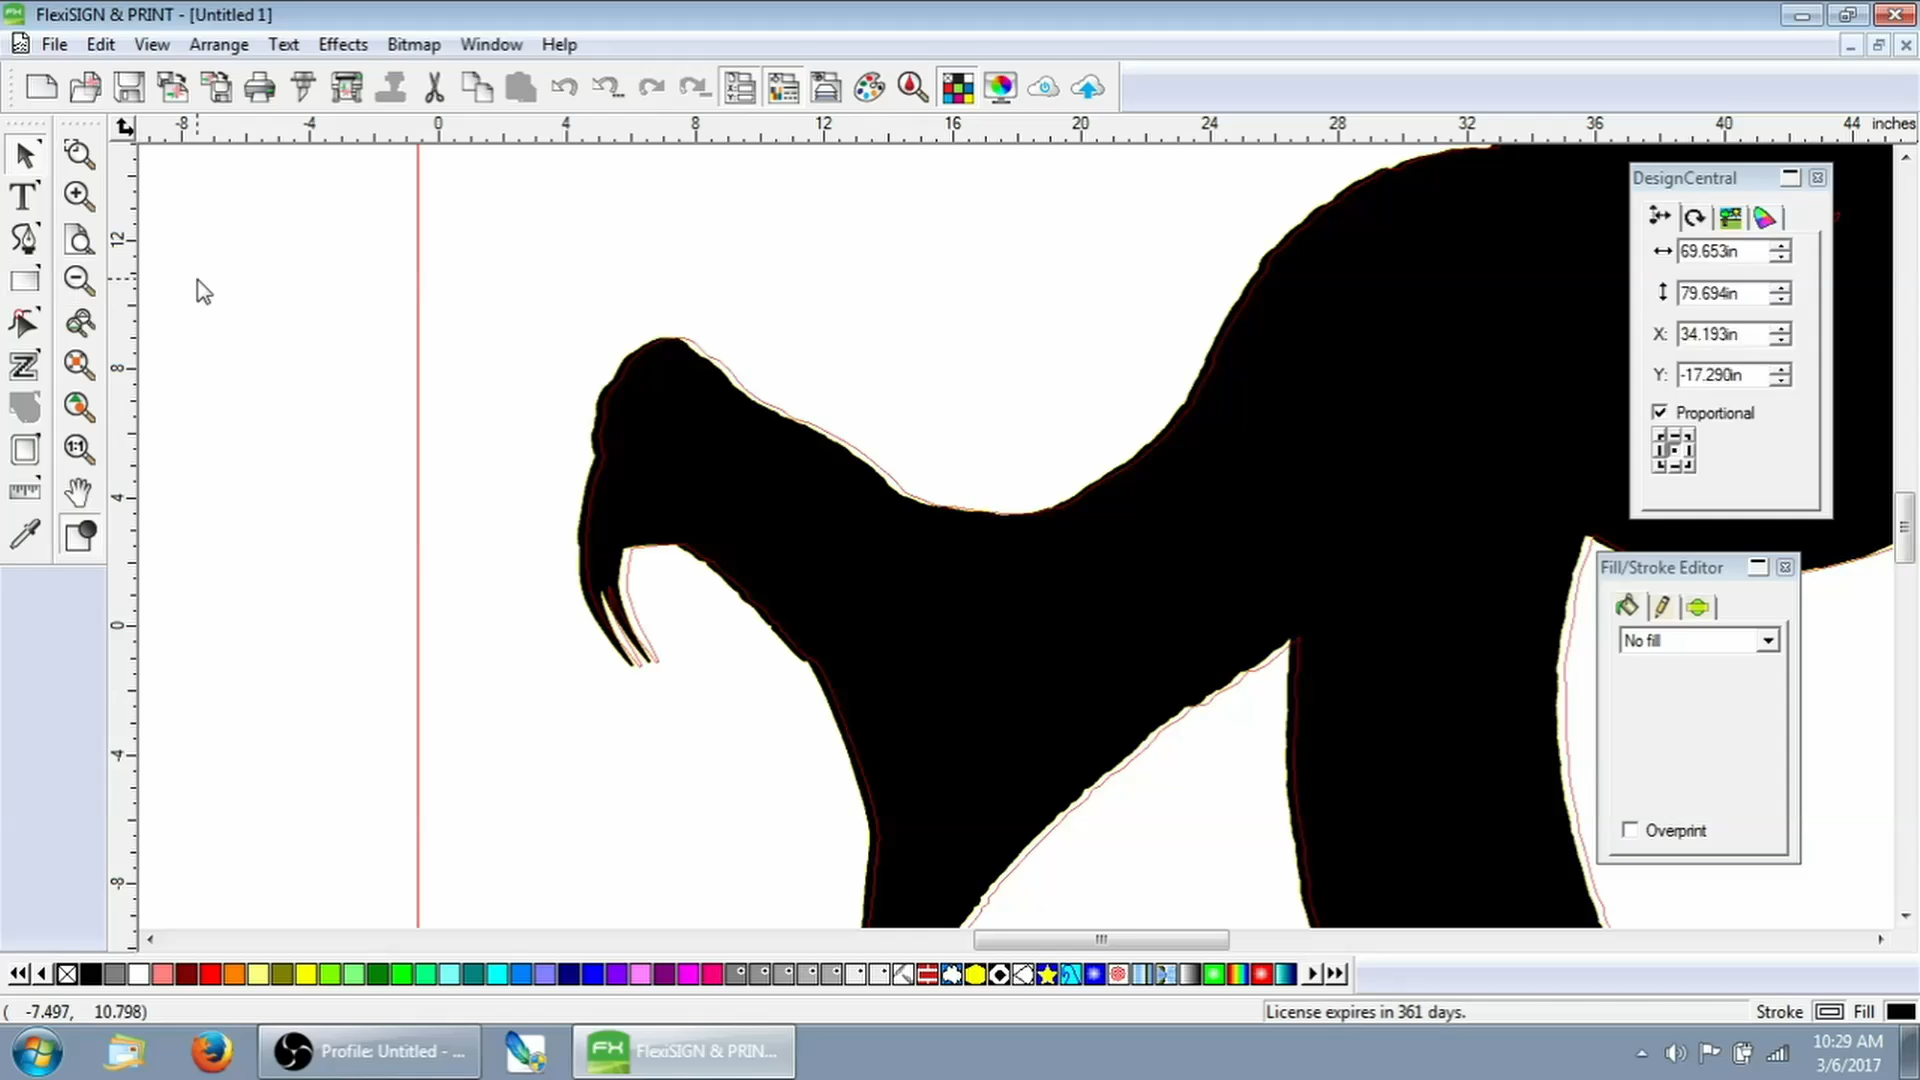 FlexiSIGN & PRINT - [Untitled 1]
File Edit View Arrange Text Effects Bitmap Window Help
-8 -4 0 4 8 12 16 20 24 28 32 36 40 44 inches
12
8
4
0
-4
-8
1:1
DesignCentral
69.653in
79.694in
X: 34.193in
Y: -17.290in
Proportional
Fill/Stroke Editor
No fill
Overprint
( -7.497, 10.798)
License expires in 361 days.
Stroke Fill
Profile: Untitled - ...
FX FlexiSIGN & PRIN...
10:29 AM
3/6/2017